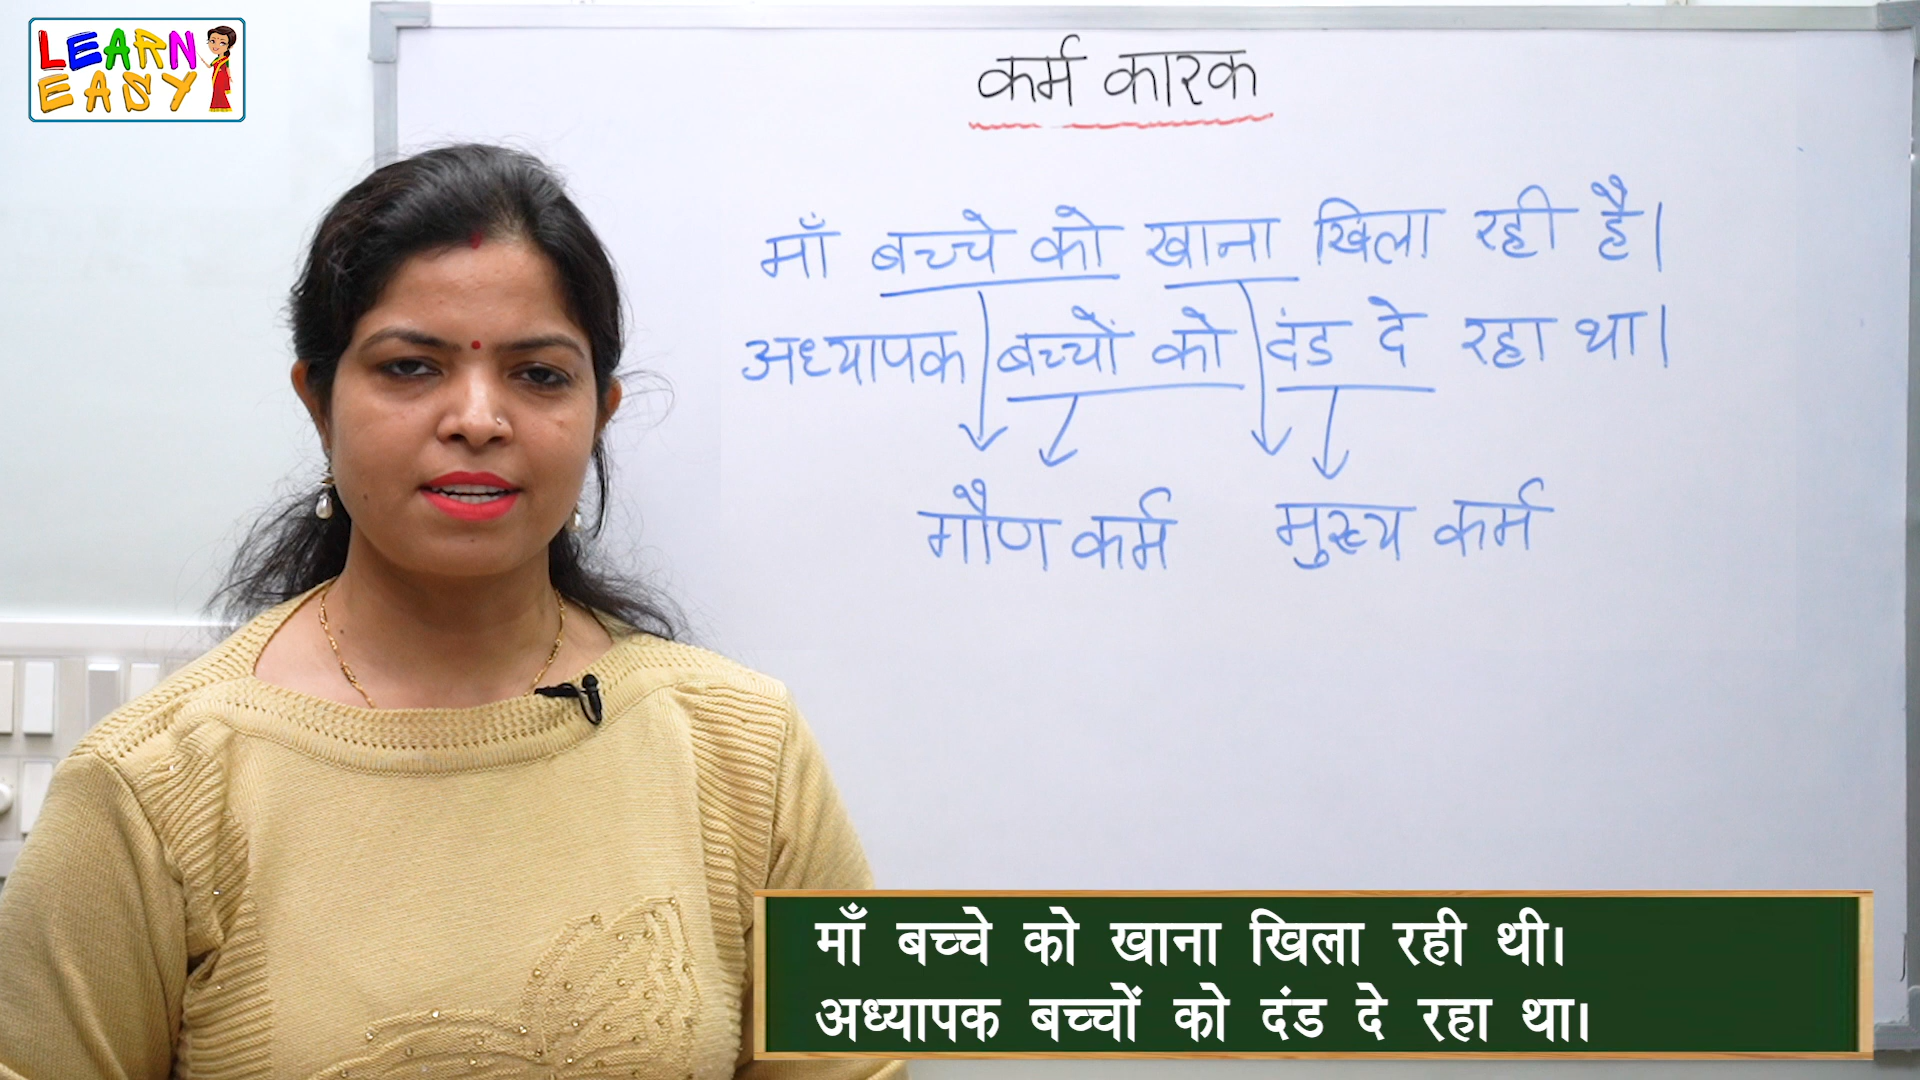 LEARN
EASY
कर्म कारक
माँ बच्चे को खाना खिला रही है।
अध्यापक बच्चों को दंड दे रहा था।
गौण कर्म मुख्य कर्म
माँ बच्चे को खाना खिला रही थी।
अध्यापक बच्चों को दंड दे रहा था।